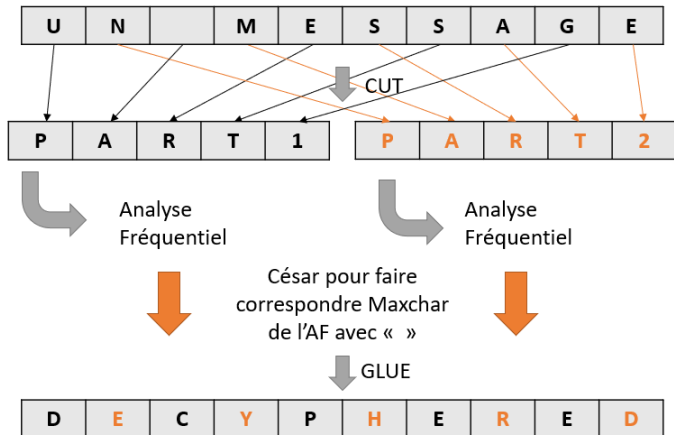 U N M E S S A G E
CUT
P A R T 1 P A R T 2
Analyse Analyse
Fréquentiel Fréquentiel
César pour faire
correspondre Maxchar
de l'AF avec « »
GLUE
D E C Y P H E R E D